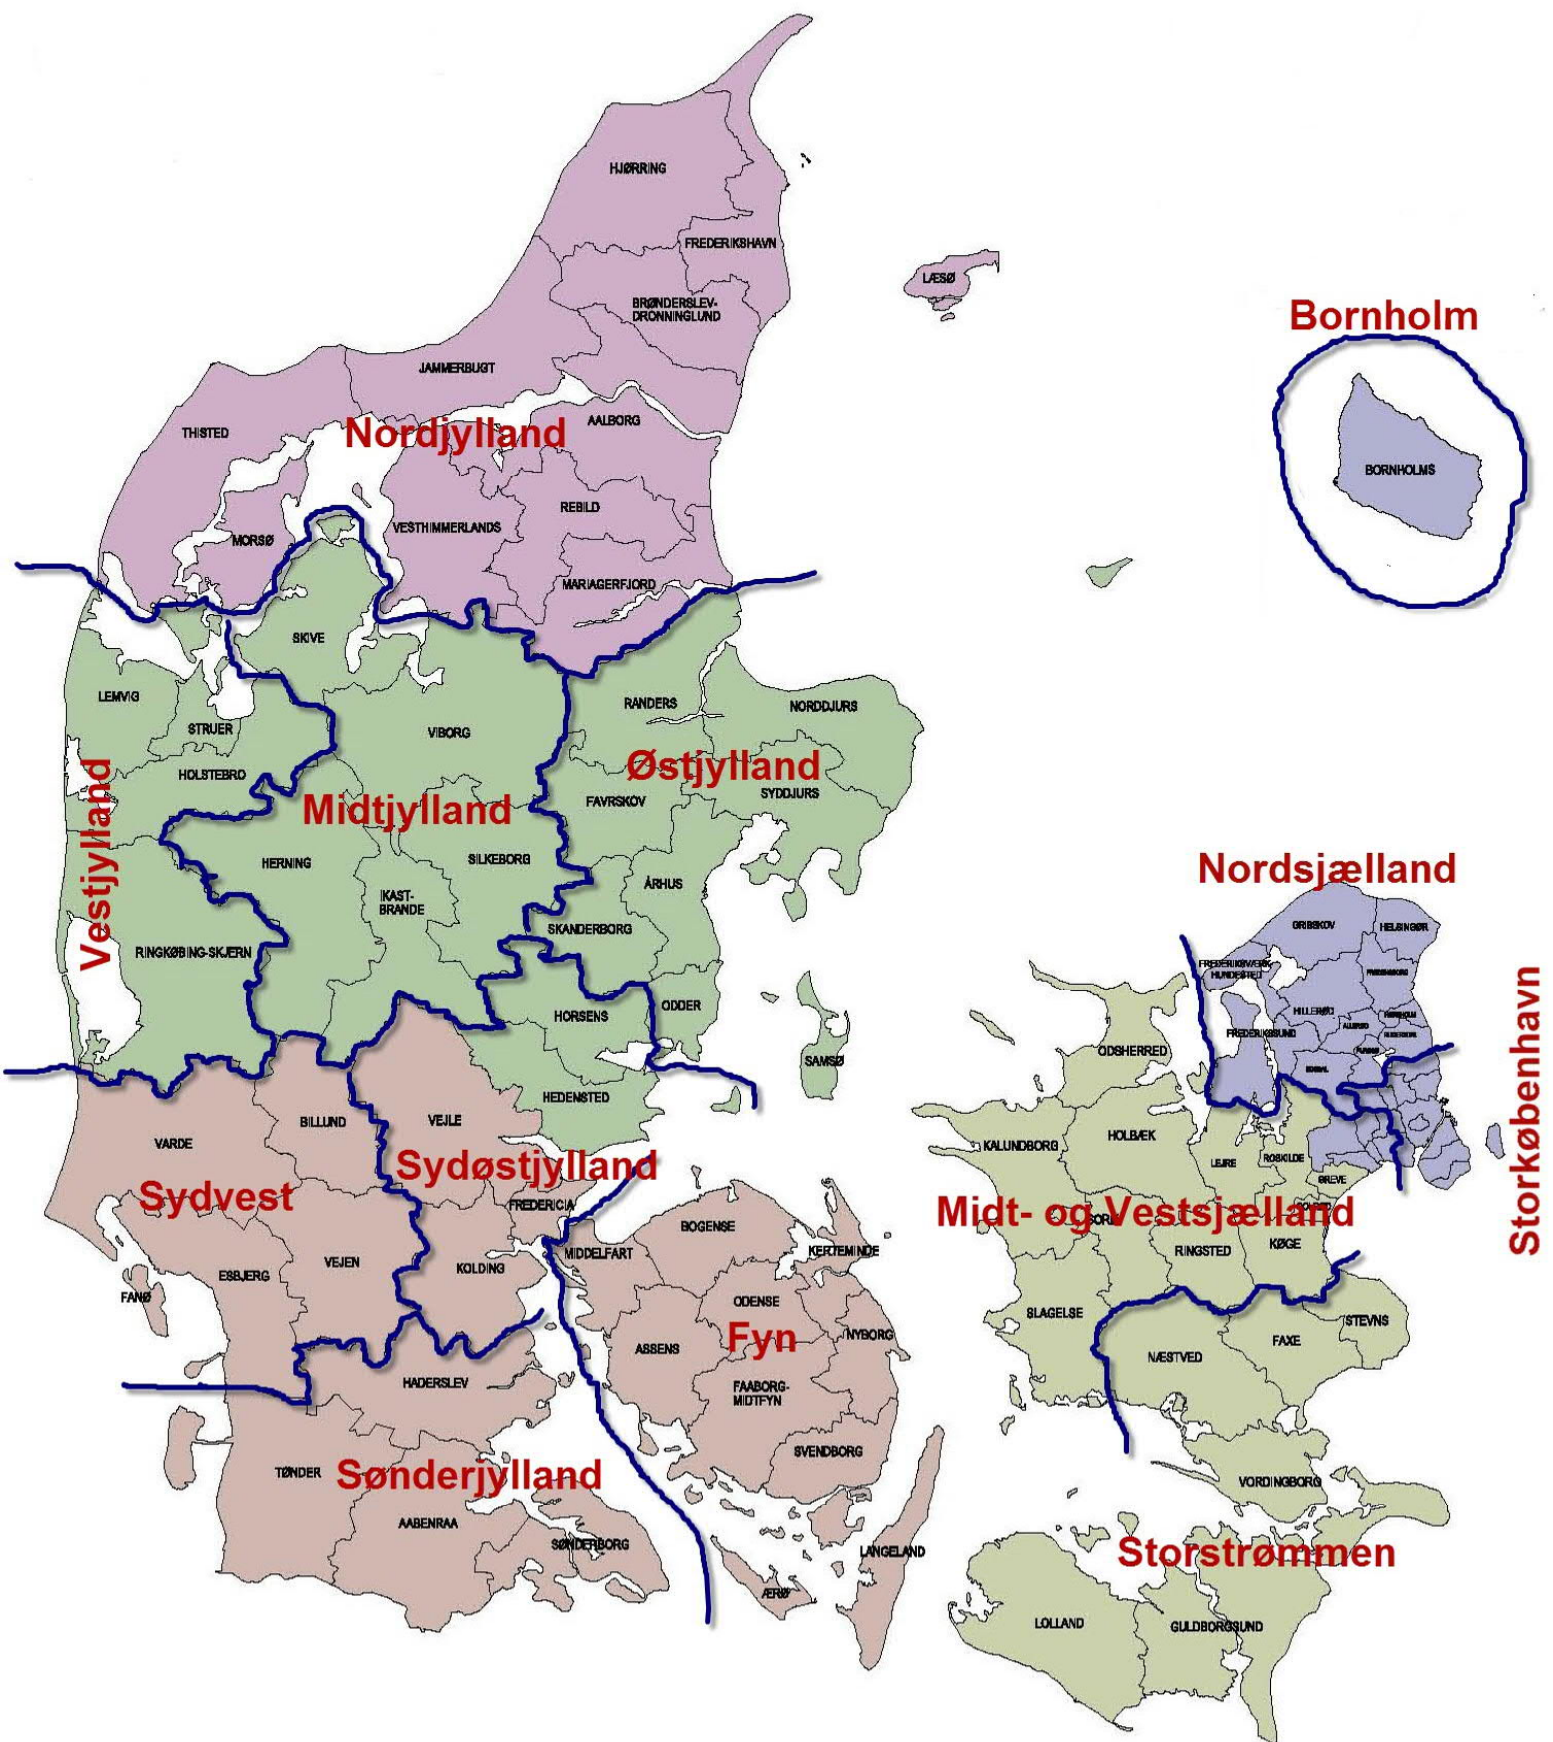 HJØRRING
FREDERIKSHAVN
LÆSØ
BRØNDERSLEV-
DRONNINGLUND
Bornholm
JAMMERBUGT
THISTED
Nordjylland
AALBORG
BORNHOLMS
REBILD
VESTHIMMERLANDS
MORSØ
MARIAGERFJORD
SKIVE
LEMVIG
RANDERS
NORDDJURS
STRUER
VIBORG
HOLSTEBRO
Østjylland
SYDDJURS
FAVRSKOV
Midtjylland
Vestjylland
HERNING
SILKEBORG
Nordsjælland
ÅRHUS
IKAST-
BRANDE
SKANDERBORG
GRIBSKOV
HELSINGØR
RINGKØBING-SKJERN
FREDERIKSVÆRK-
HUNDESTED
ODDER
HORSENS
HILLERØD
FREDERIKSSUND
ALLERØD
ODSHERRED
SAMSØ
Storkøbenhavn
HEDENSTED
VEJLE
BILLUND
VARDE
HOLBÆK
KALUNDBORG
LEJRE
ROSKILDE
Sydøstjylland
GREVE
Sydvest
FREDERICIA
Midt- og Vestsjælland
BOGENSE
MIDDELFART
KERTEMINDE
RINGSTED
KØGE
VEJEN
KOLDING
ESBJERG
FANØ
ODENSE
SLAGELSE
STEVNS
NYBORG
Fyn
FAXE
ASSENS
NÆSTVED
HADERSLEV
FAABORG-
MIDTFYN
SVENDBORG
TØNDER
Sønderjylland
VORDINGBORG
AABENRAA
SØNDERBORG
LANGELAND
Storstrømmen
ÆRØ
LOLLAND
GULDBORGSUND